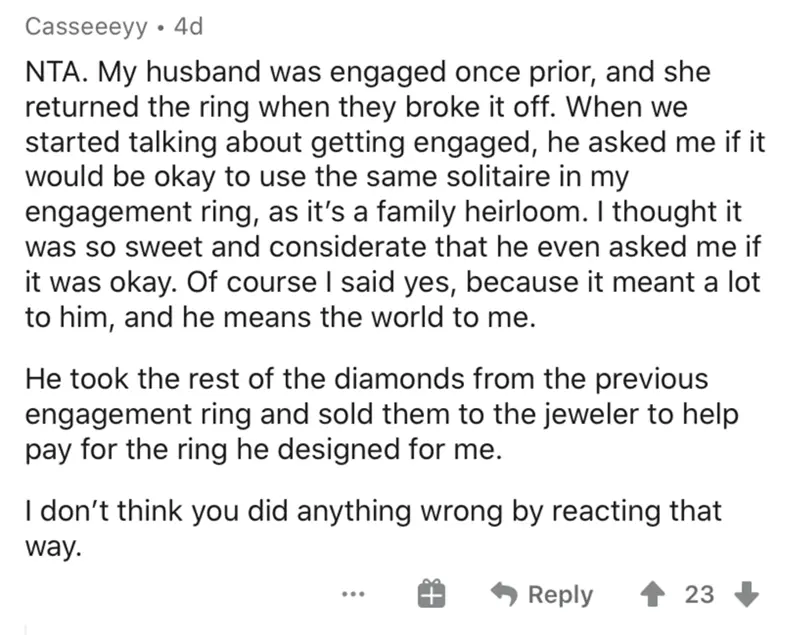 Casseeeyy • 4d
NTA. My husband was engaged once prior, and she
returned the ring when they broke it off. When we
started talking about getting engaged, he asked me if it
would be okay to use the same solitaire in my
engagement ring, as it’s a family heirloom. I thought it
was so sweet and considerate that he even asked me if
it was okay. Of course I said yes, because it meant a lot
to him, and he means the world to me.
He took the rest of the diamonds from the previous
engagement ring and sold them to the jeweler to help
pay for the ring he designed for me.
I don’t think you did anything wrong by reacting that
way.
... Reply 23